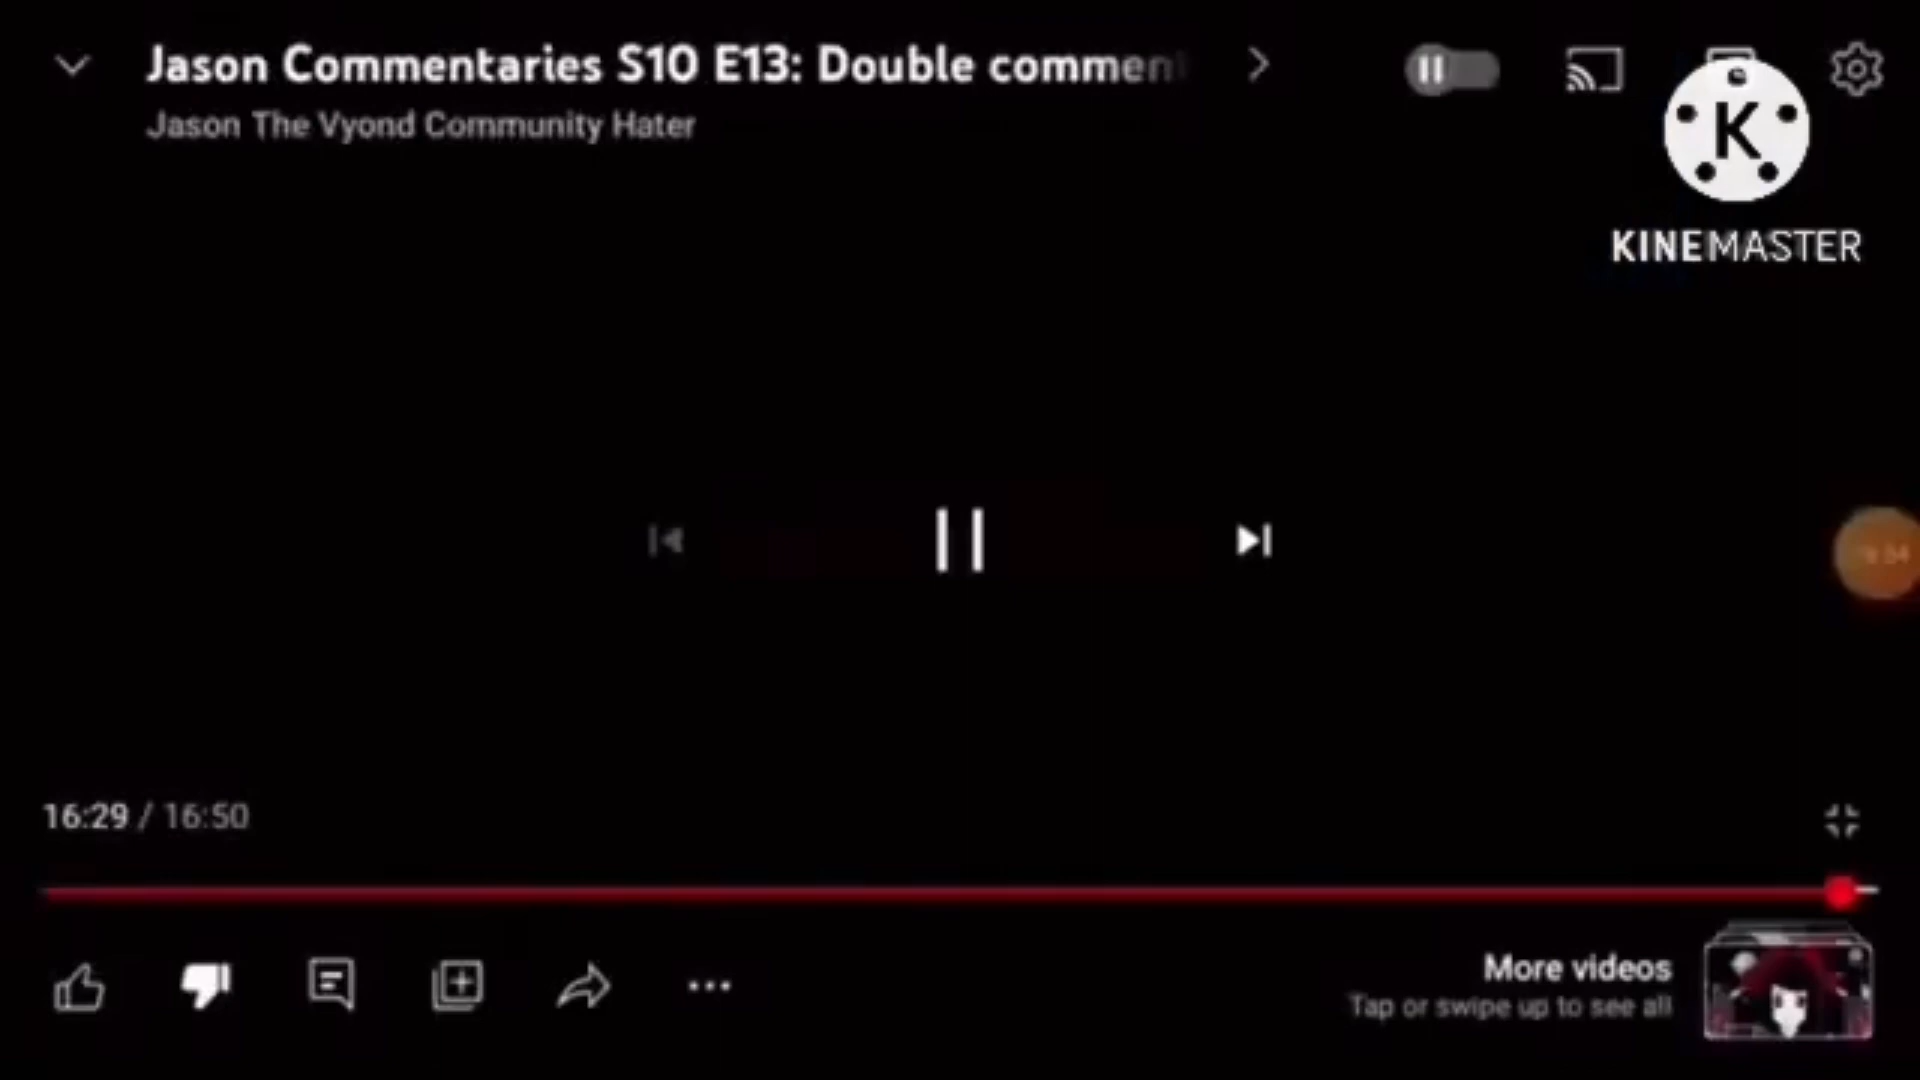 Jason Commentaries S10 E13: Double comment
Jason The Vyond Community Hater
K
KINEMASTER
16:29 / 16:50
More videos
Tap or swipe up to see all